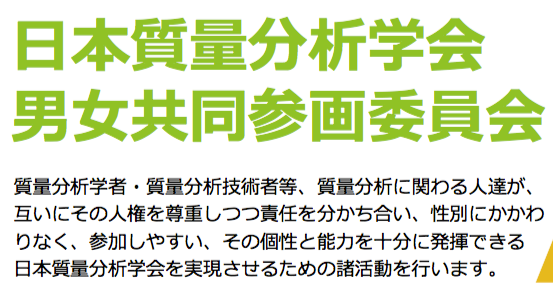 日本質量分析学会
男女共同参画委員会
質量分析学者・質量分析技術者等、質量分析に関わる人達が、
互いにその人権を尊重しつつ責任を分かち合い、性別にかかわ
りなく、参加しやすい、その個性と能力を十分に発揮できる
日本質量分析学会を実現させるための諸活動を行います。